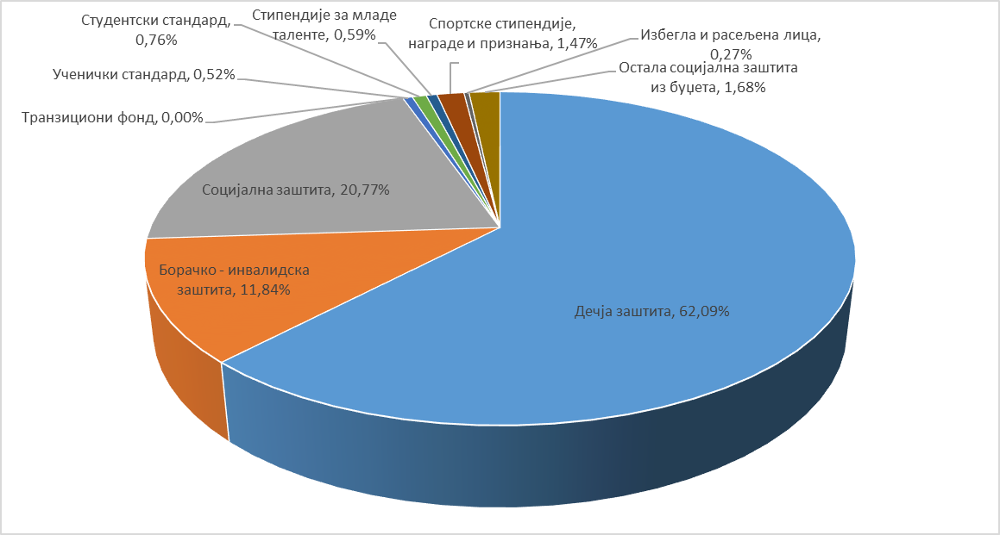 Студентски стандард,
0,76%
Стипендије за младе
таленте, 0,59%
Спортске стипендије,
награде и признања, 1,47%
Избегла и расељена лица,
0,27%
Остала социјална заштита
из буџета, 1,68%
Ученички стандард, 0,52%
Транзициони фонд, 0,00%
Социјална заштита, 20,77%
Борачко - инвалидска
заштита, 11,84%
Дечја заштита, 62,09%